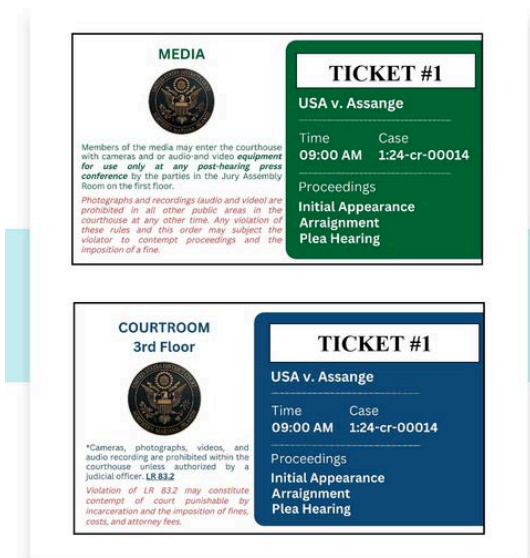 MEDIA
Members of the media may enter the courthouse
with cameras and or audio-and video equipment
for use only at any post-hearing press
conference by the parties in the Jury Assembly
Room on the first floor.
Photographs and recordings (audio and video) are
prohibited in all other public areas in the
courthouse at any other time. Any violation of
these rules and this order may subject the
violator to contempt proceedings and the
imposition of a fine.
TICKET #1
USA v. Assange
Time Case
09:00 AM 1:24-cr-00014
Proceedings
Initial Appearance
Arraignment
Plea Hearing
COURTROOM
3rd Floor
*Cameras, photographs, videos, and
audio recording are prohibited within the
courthouse unless authorized by a
judicial officer. LR 83.2
Violation of LR 83.2 may constitute
contempt of court punishable by
incarceration and the imposition of fines,
costs, and attorney fees.
TICKET #1
USA v. Assange
Time Case
09:00 AM 1:24-cr-00014
Proceedings
Initial Appearance
Arraignment
Plea Hearing